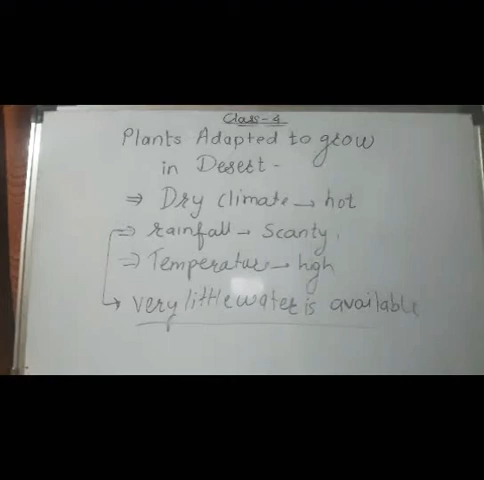 Class-4
Plants Adapted to grow
in Desert-
⇒ Dry climate → hot
⇒ rainfall → Scanty.
⇒ Temperature → high
→ very little water is available